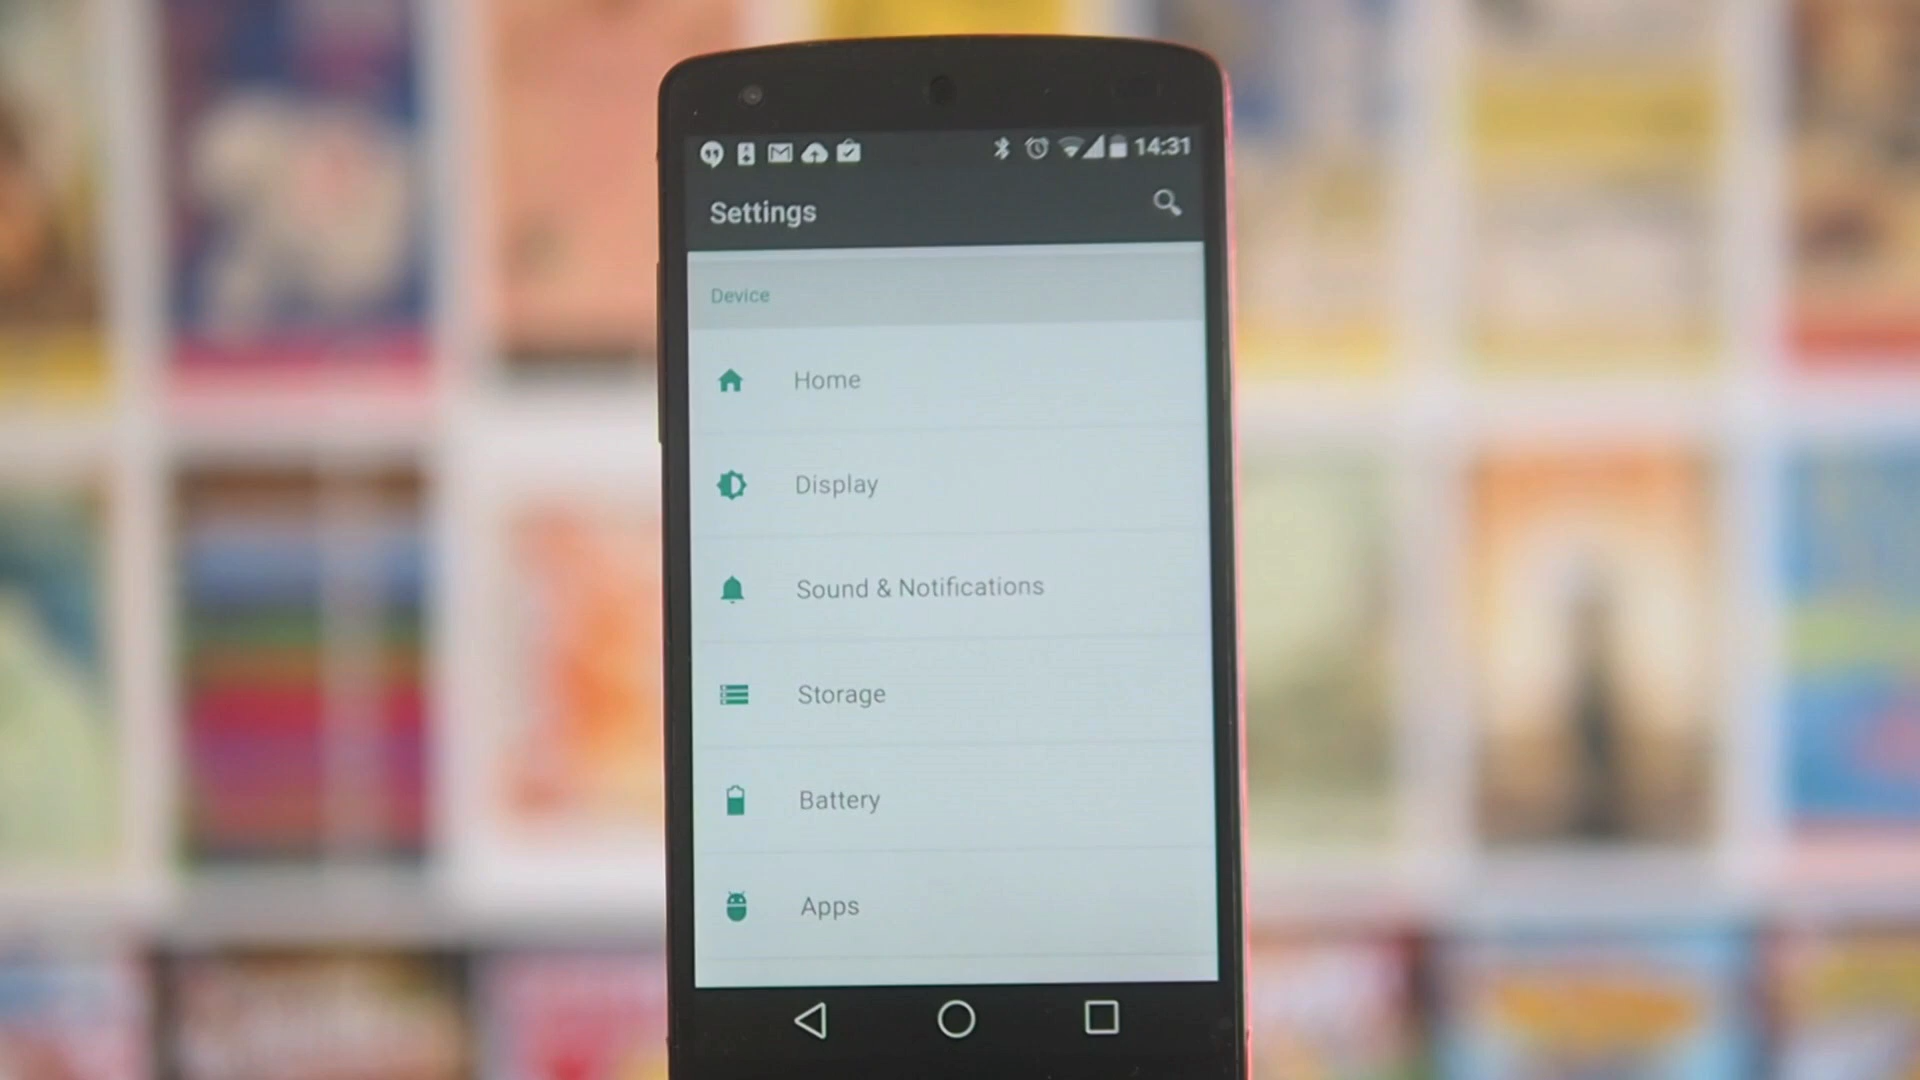 14:31
Settings
Device
Home
Display
Sound & Notifications
Storage
Battery
Apps